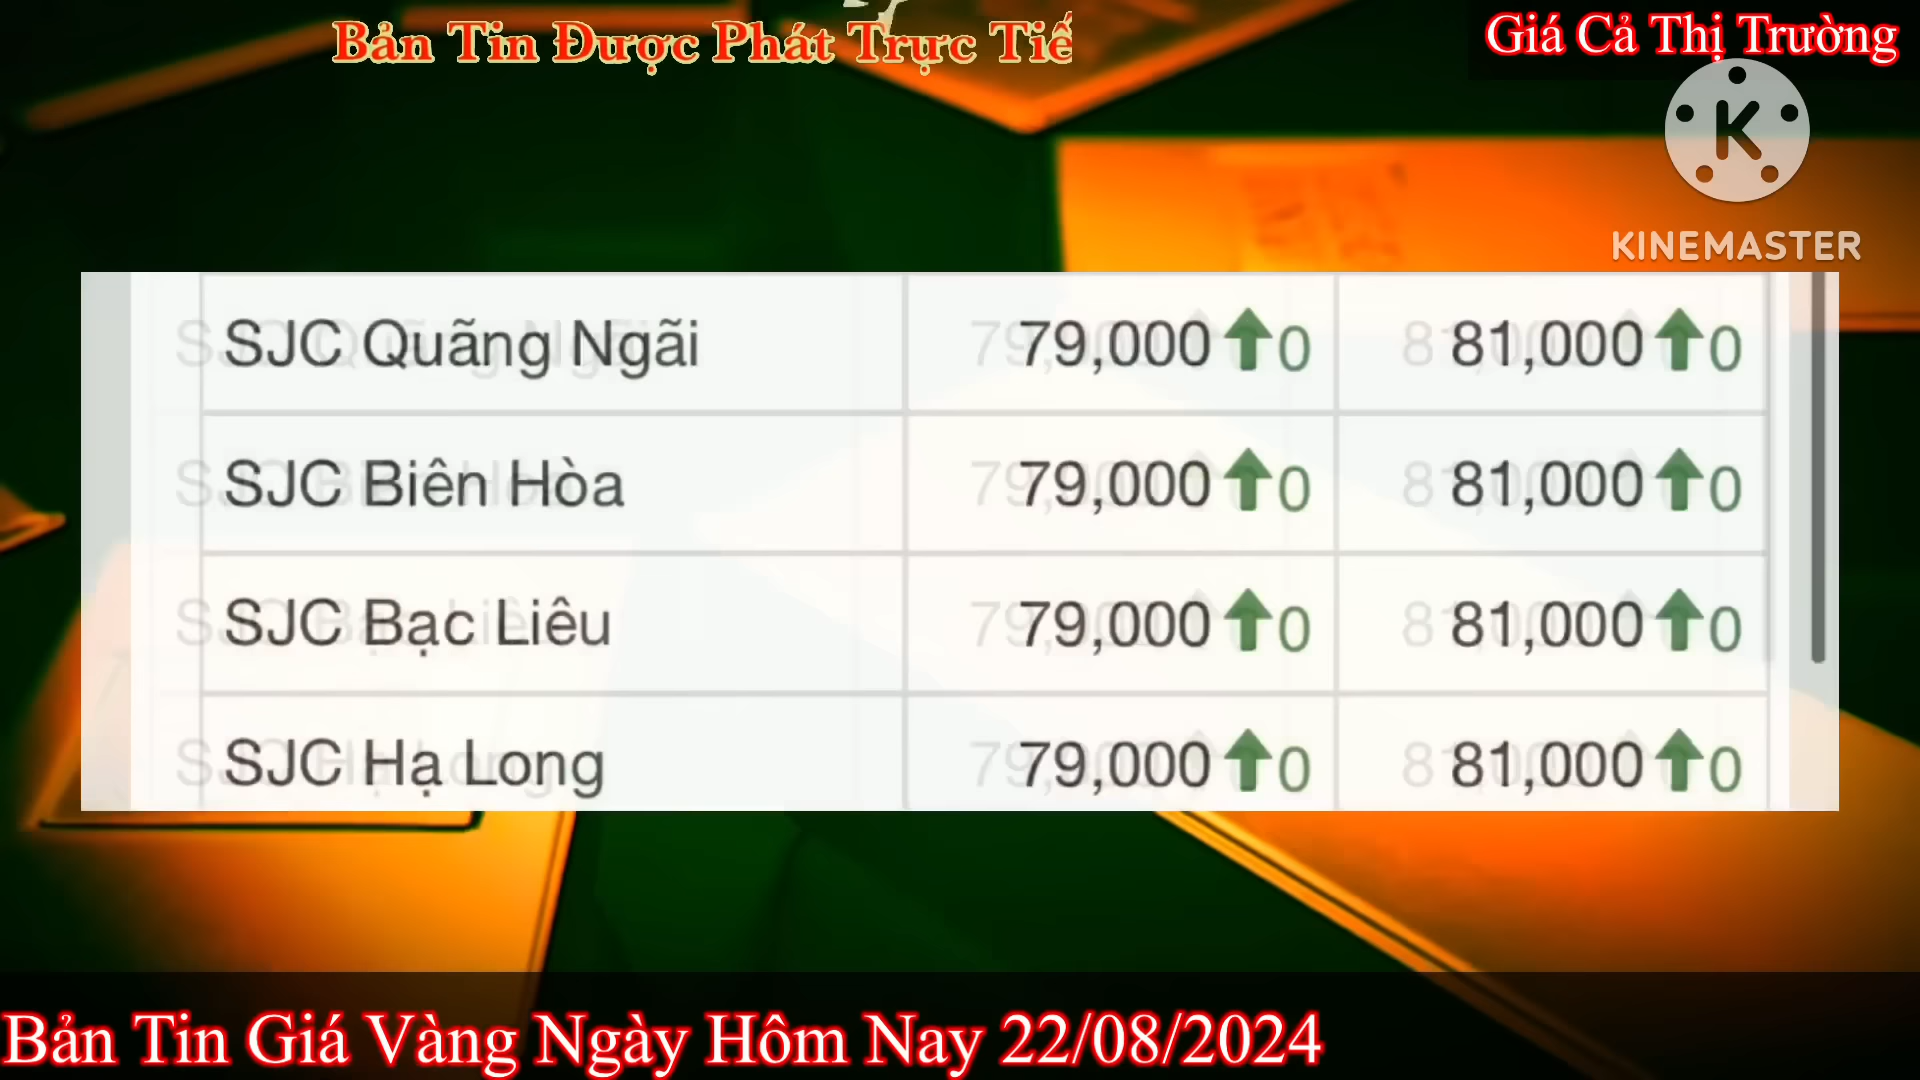 Bản Tin Được Phát Trực Tiế
Giá Cả Thị Trường
K
KINEMASTER
SJC Quãng Ngãi 79,000 0 81,000 0
SJC Biên Hòa 79,000 0 81,000 0
SJC Bạc Liêu 79,000 0 81,000 0
SJC Hạ Long 79,000 0 81,000 0
Bản Tin Giá Vàng Ngày Hôm Nay 22/08/2024